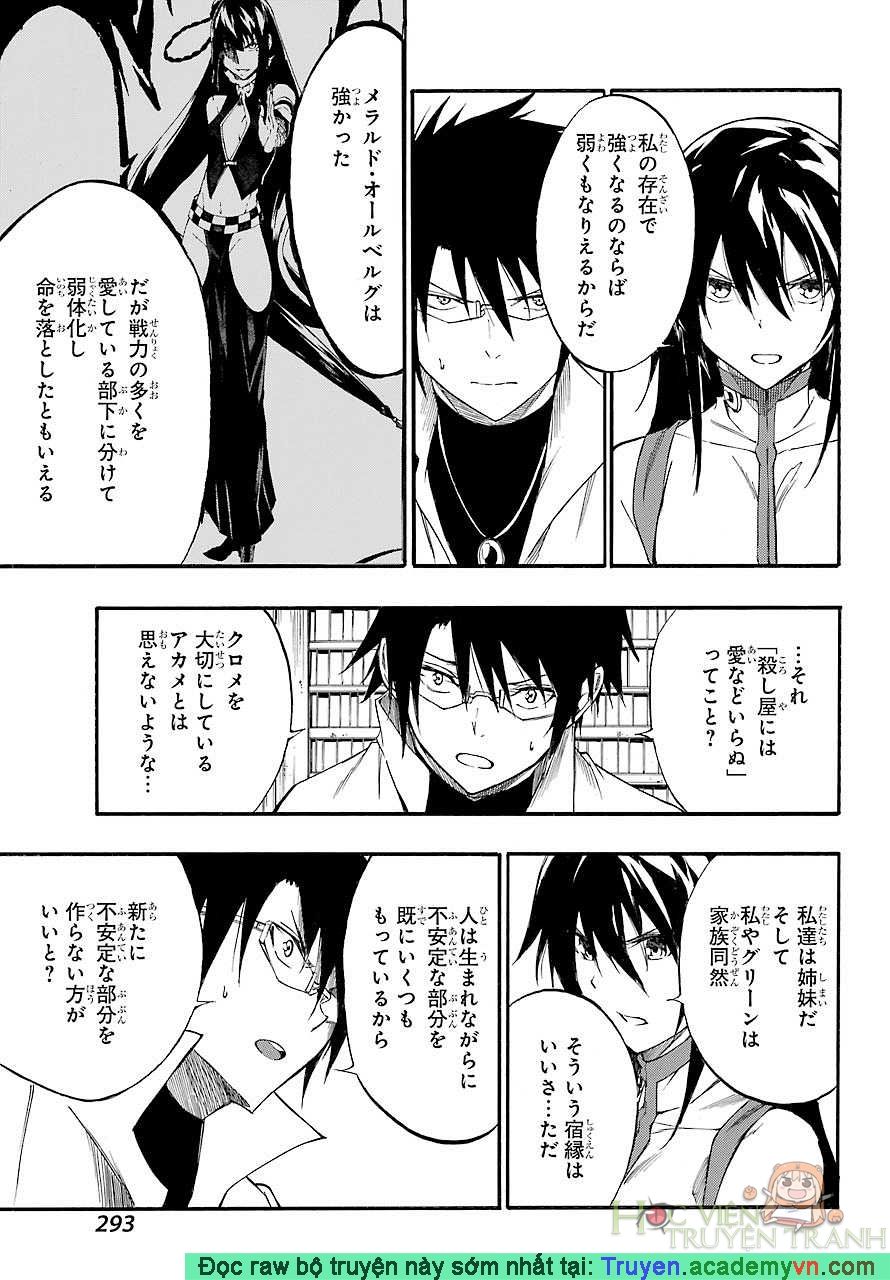 私の存在で
強くなるのならば
弱くもなりえるからだ
メラルド・オールベルグは
強かった
だが戦力の多くを
愛している部下に分けて
弱体化し
命を落としたともいえる
…それ
「殺し屋には
愛などいらぬ」
ってこと?
クロメを
大切にしている
アカメとは
思えないような…
私達は姉妹だ
そして
私やグリーンは
家族同然
そういう宿縁は
いいさ…ただ
人は生まれながらに
不安定な部分を
既にいくつも
もっているから
新たに
不安定な部分を
作らない方が
いいと?
293
HỌC VIỆN
TRUYỆN TRANH
Đọc raw bộ truyện này sớm nhất tại: Truyen.academyvn.com